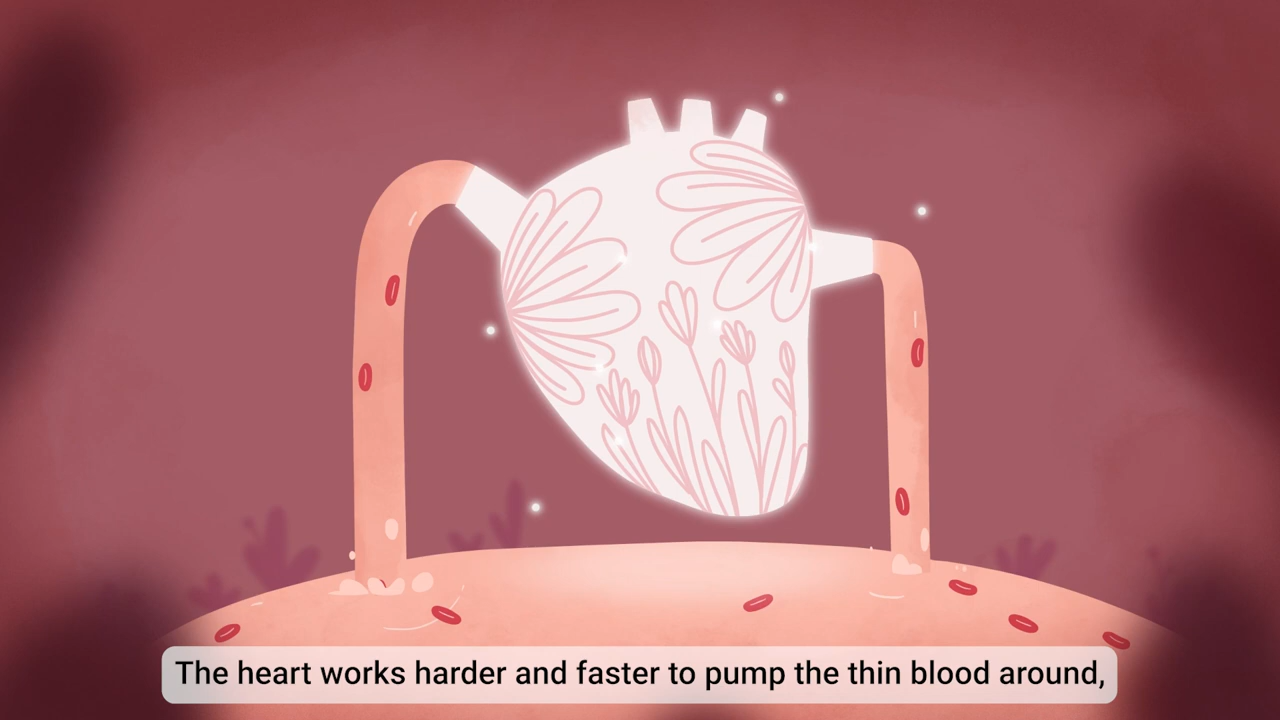 The heart works harder and faster to pump the thin blood around,